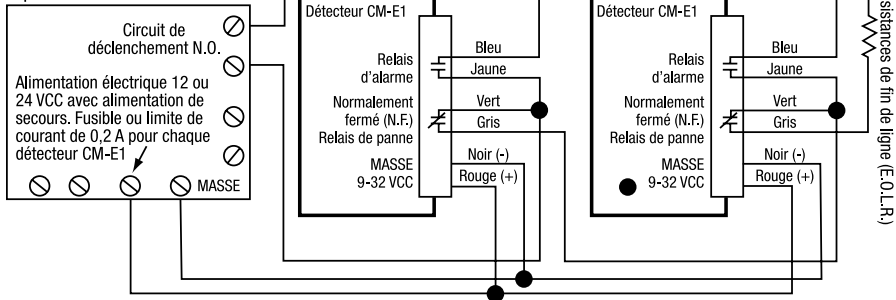 Circuit de
déclenchement N.O.
Alimentation électrique 12 ou
24 VCC avec alimentation de
secours. Fusible ou limite de
courant de 0,2 A pour chaque
détecteur CM-E1
MASSE
Détecteur CM-E1
Relais
d'alarme
Normalement
fermé (N.F.)
Relais de panne
MASSE
9-32 VCC
Bleu
Jaune
Vert
Gris
Noir (-)
Rouge (+)
Détecteur CM-E1
Relais
d'alarme
Normalement
fermé (N.F.)
Relais de panne
MASSE
9-32 VCC
Bleu
Jaune
Vert
Gris
Noir (-)
Rouge (+)
sistances de fin de ligne (E.O.L.R.)